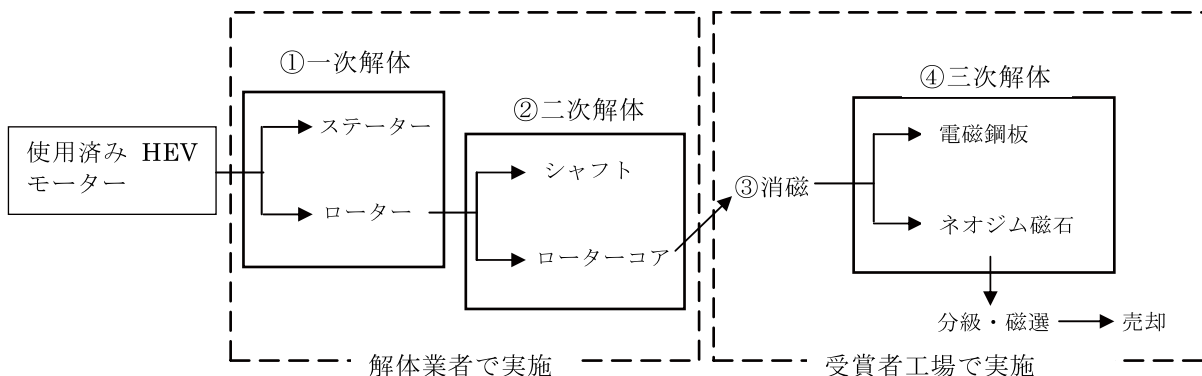 使用済み HEV
モーター
①一次解体
ステーター
ローター
②二次解体
シャフト
ローターコア
解体業者で実施
③消磁
④三次解体
電磁鋼板
ネオジム磁石
分級・磁選
売却
受賞者工場で実施